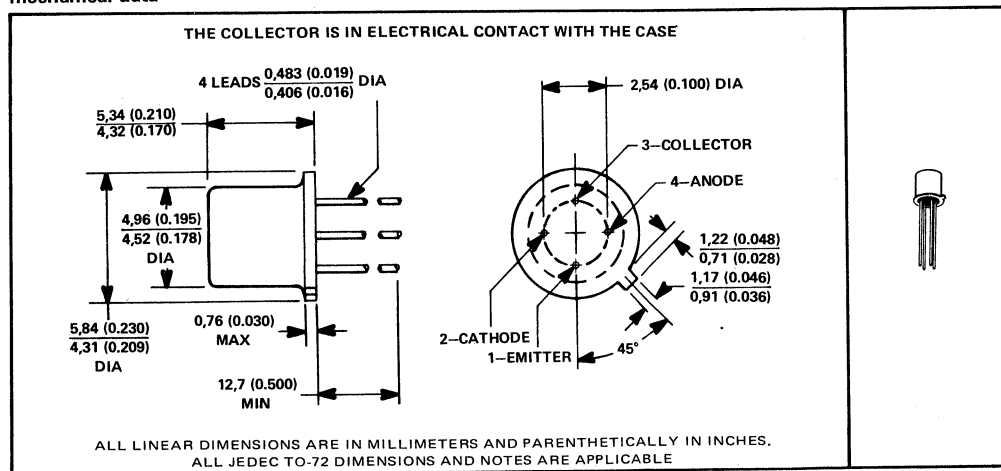 THE COLLECTOR IS IN ELECTRICAL CONTACT WITH THE CASE
4 LEADS 0,483 (0.019) DIA
0,406 (0.016)
2,54 (0.100) DIA
5,34 (0.210)
4,32 (0.170)
3–COLLECTOR
4–ANODE
4,96 (0.195)
4,52 (0.178)
DIA
1,22 (0.048)
0,71 (0.028)
1,17 (0.046)
0,91 (0.036)
5,84 (0.230)
4,31 (0.209)
DIA
0,76 (0.030)
MAX
2–CATHODE
1–EMITTER
45°
12,7 (0.500)
MIN
ALL LINEAR DIMENSIONS ARE IN MILLIMETERS AND PARENTHETICALLY IN INCHES.
ALL JEDEC TO-72 DIMENSIONS AND NOTES ARE APPLICABLE